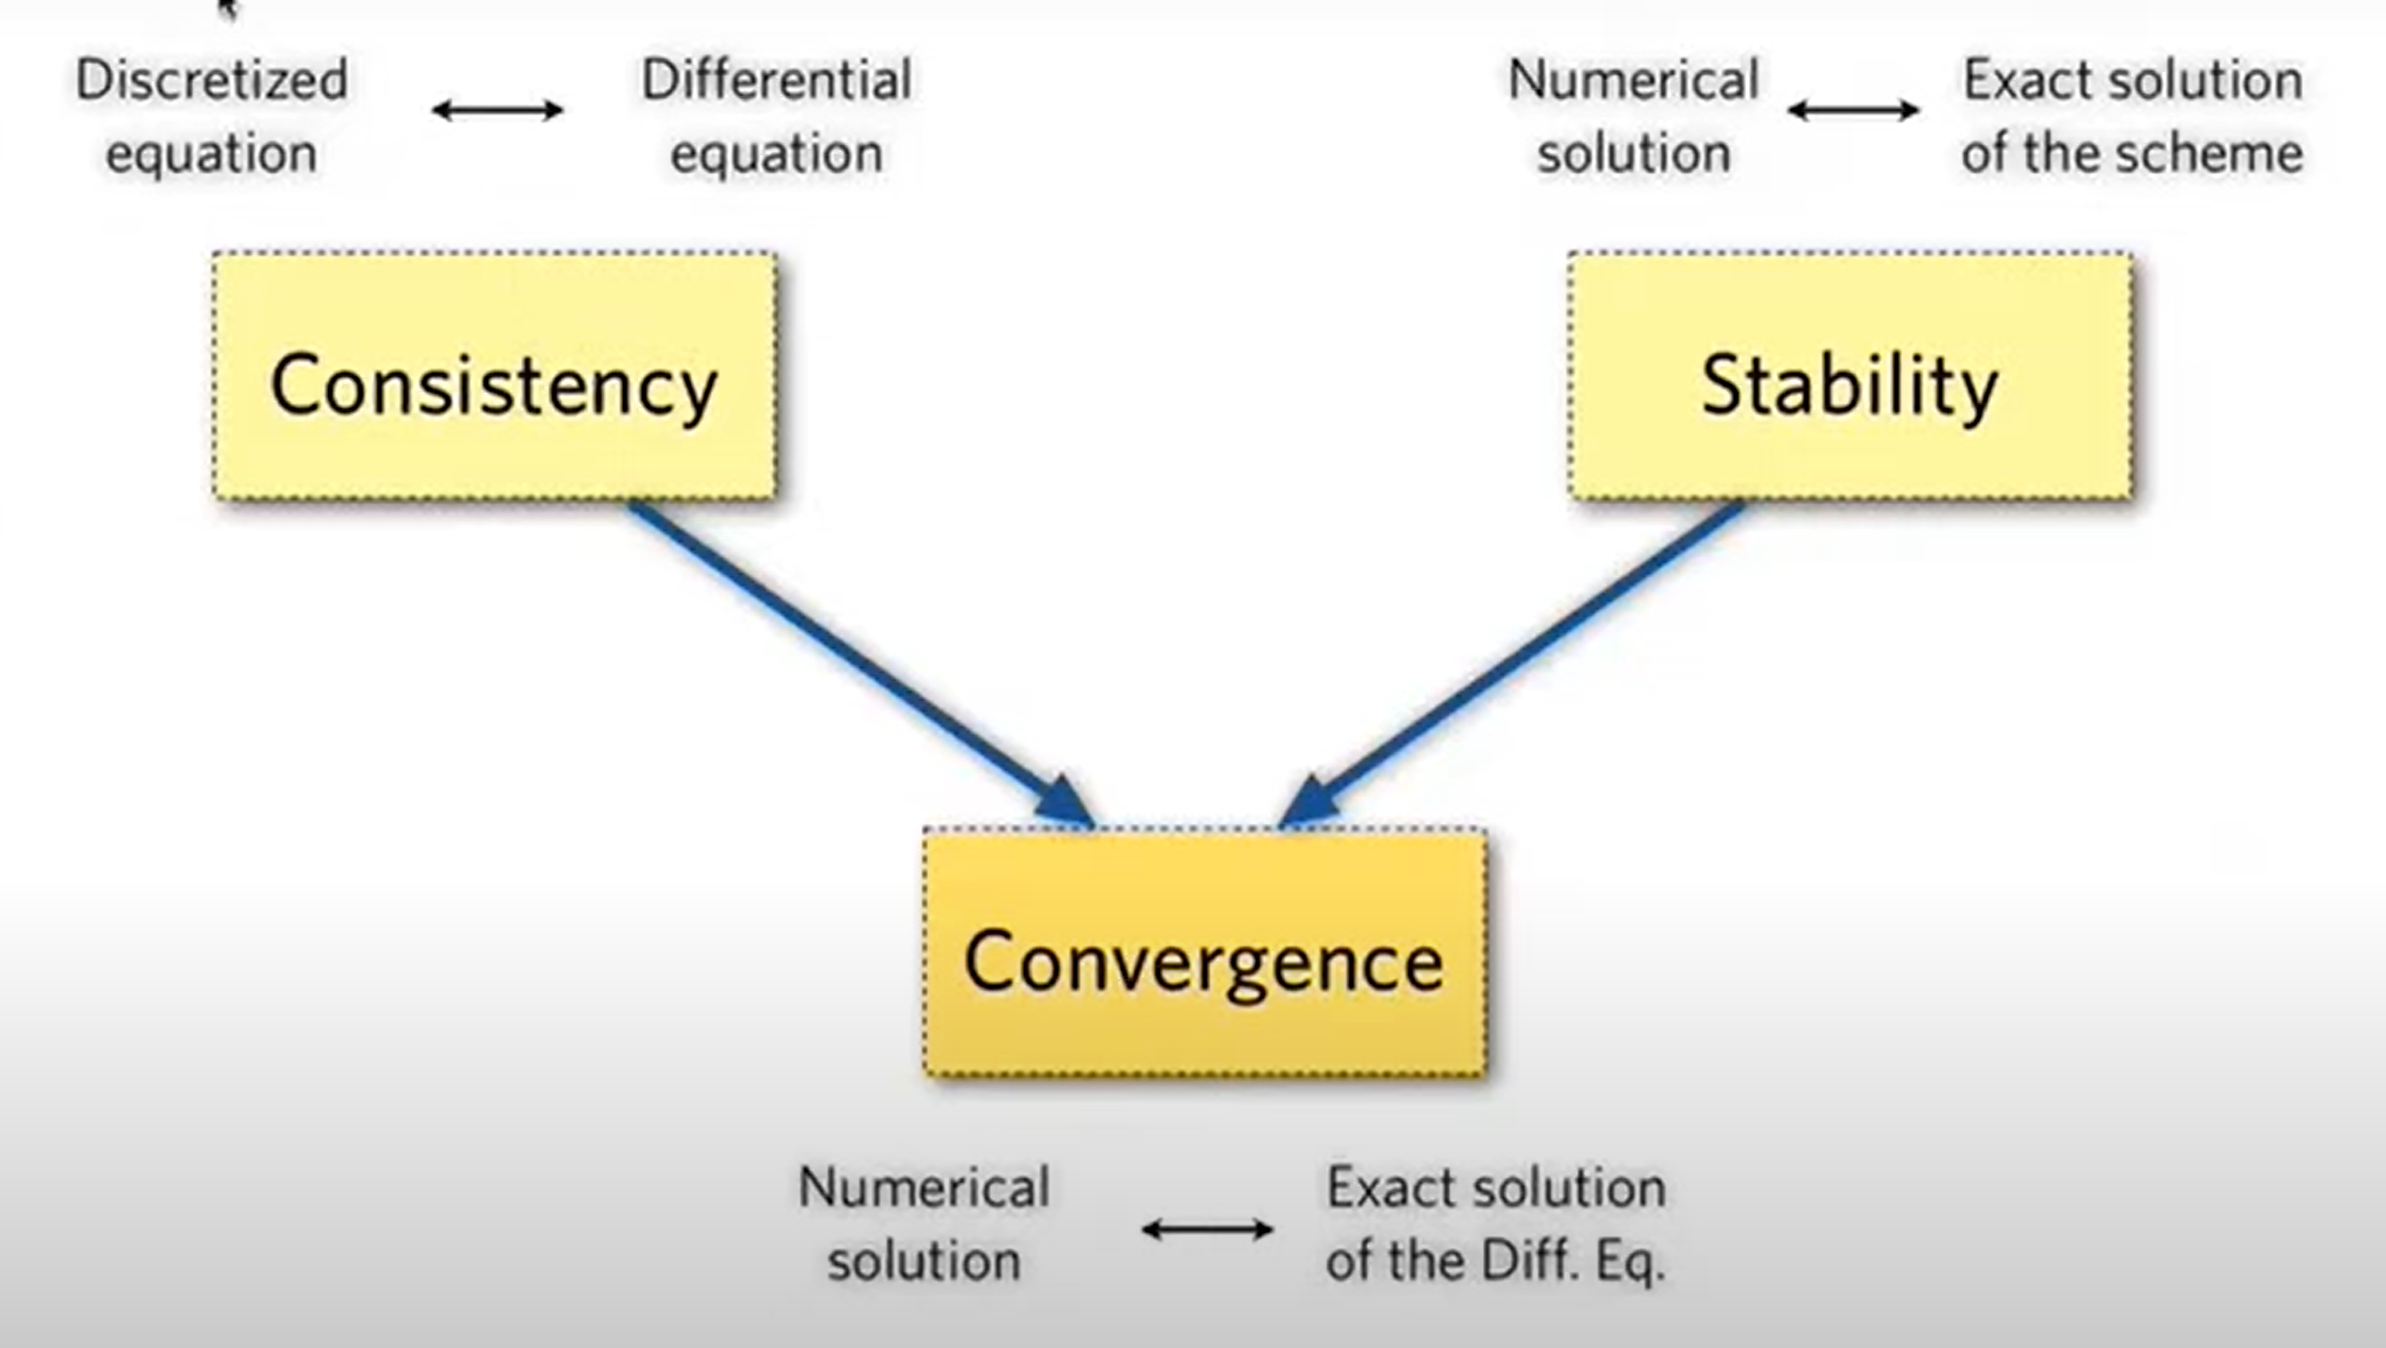 Discretized
equation
Differential
equation
Numerical
solution
Exact solution
of the scheme
Consistency
Stability
Convergence
Numerical
solution
Exact solution
of the Diff. Eq.